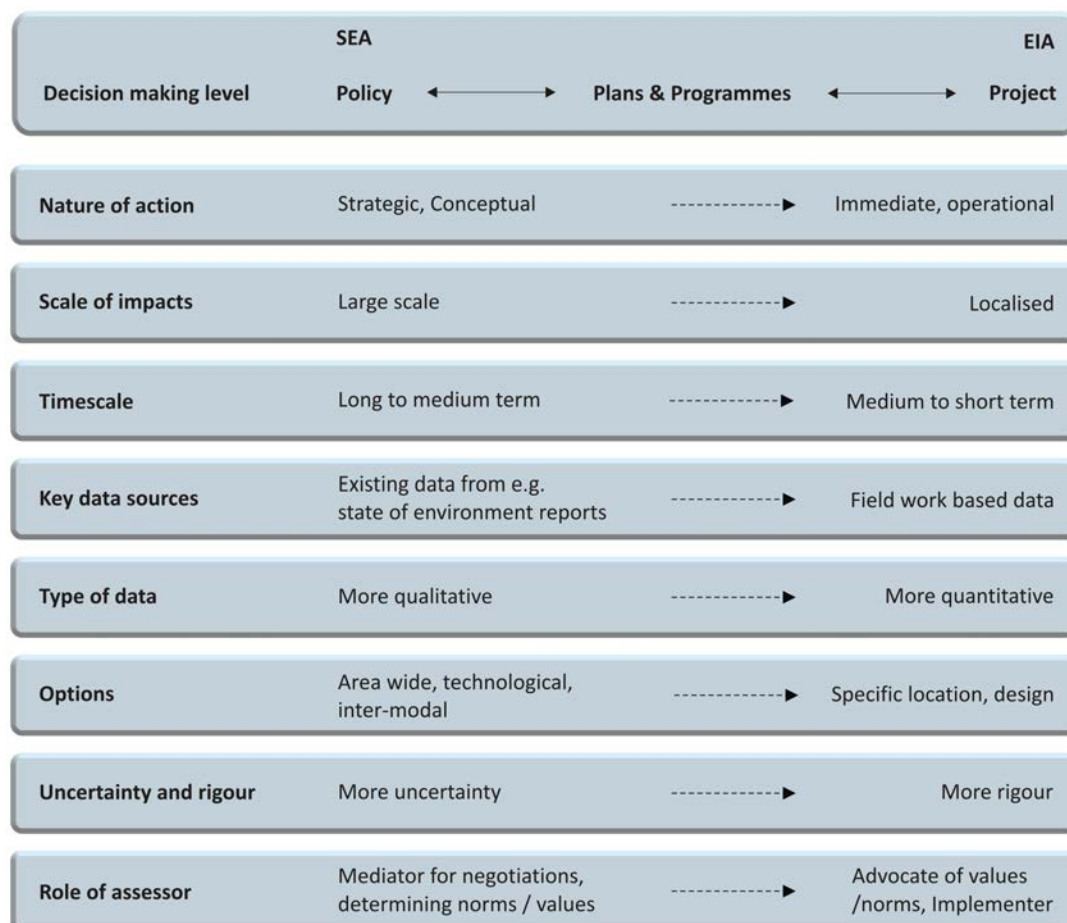 SEA EIA
Decision making level Policy Plans & Programmes Project
Nature of action Strategic, Conceptual Immediate, operational
Scale of impacts Large scale Localised
Timescale Long to medium term Medium to short term
Key data sources Existing data from e.g.
state of environment reports Field work based data
Type of data More qualitative More quantitative
Options Area wide, technological,
inter-modal Specific location, design
Uncertainty and rigour More uncertainty More rigour
Role of assessor Mediator for negotiations,
determining norms / values Advocate of values
/norms, Implementer